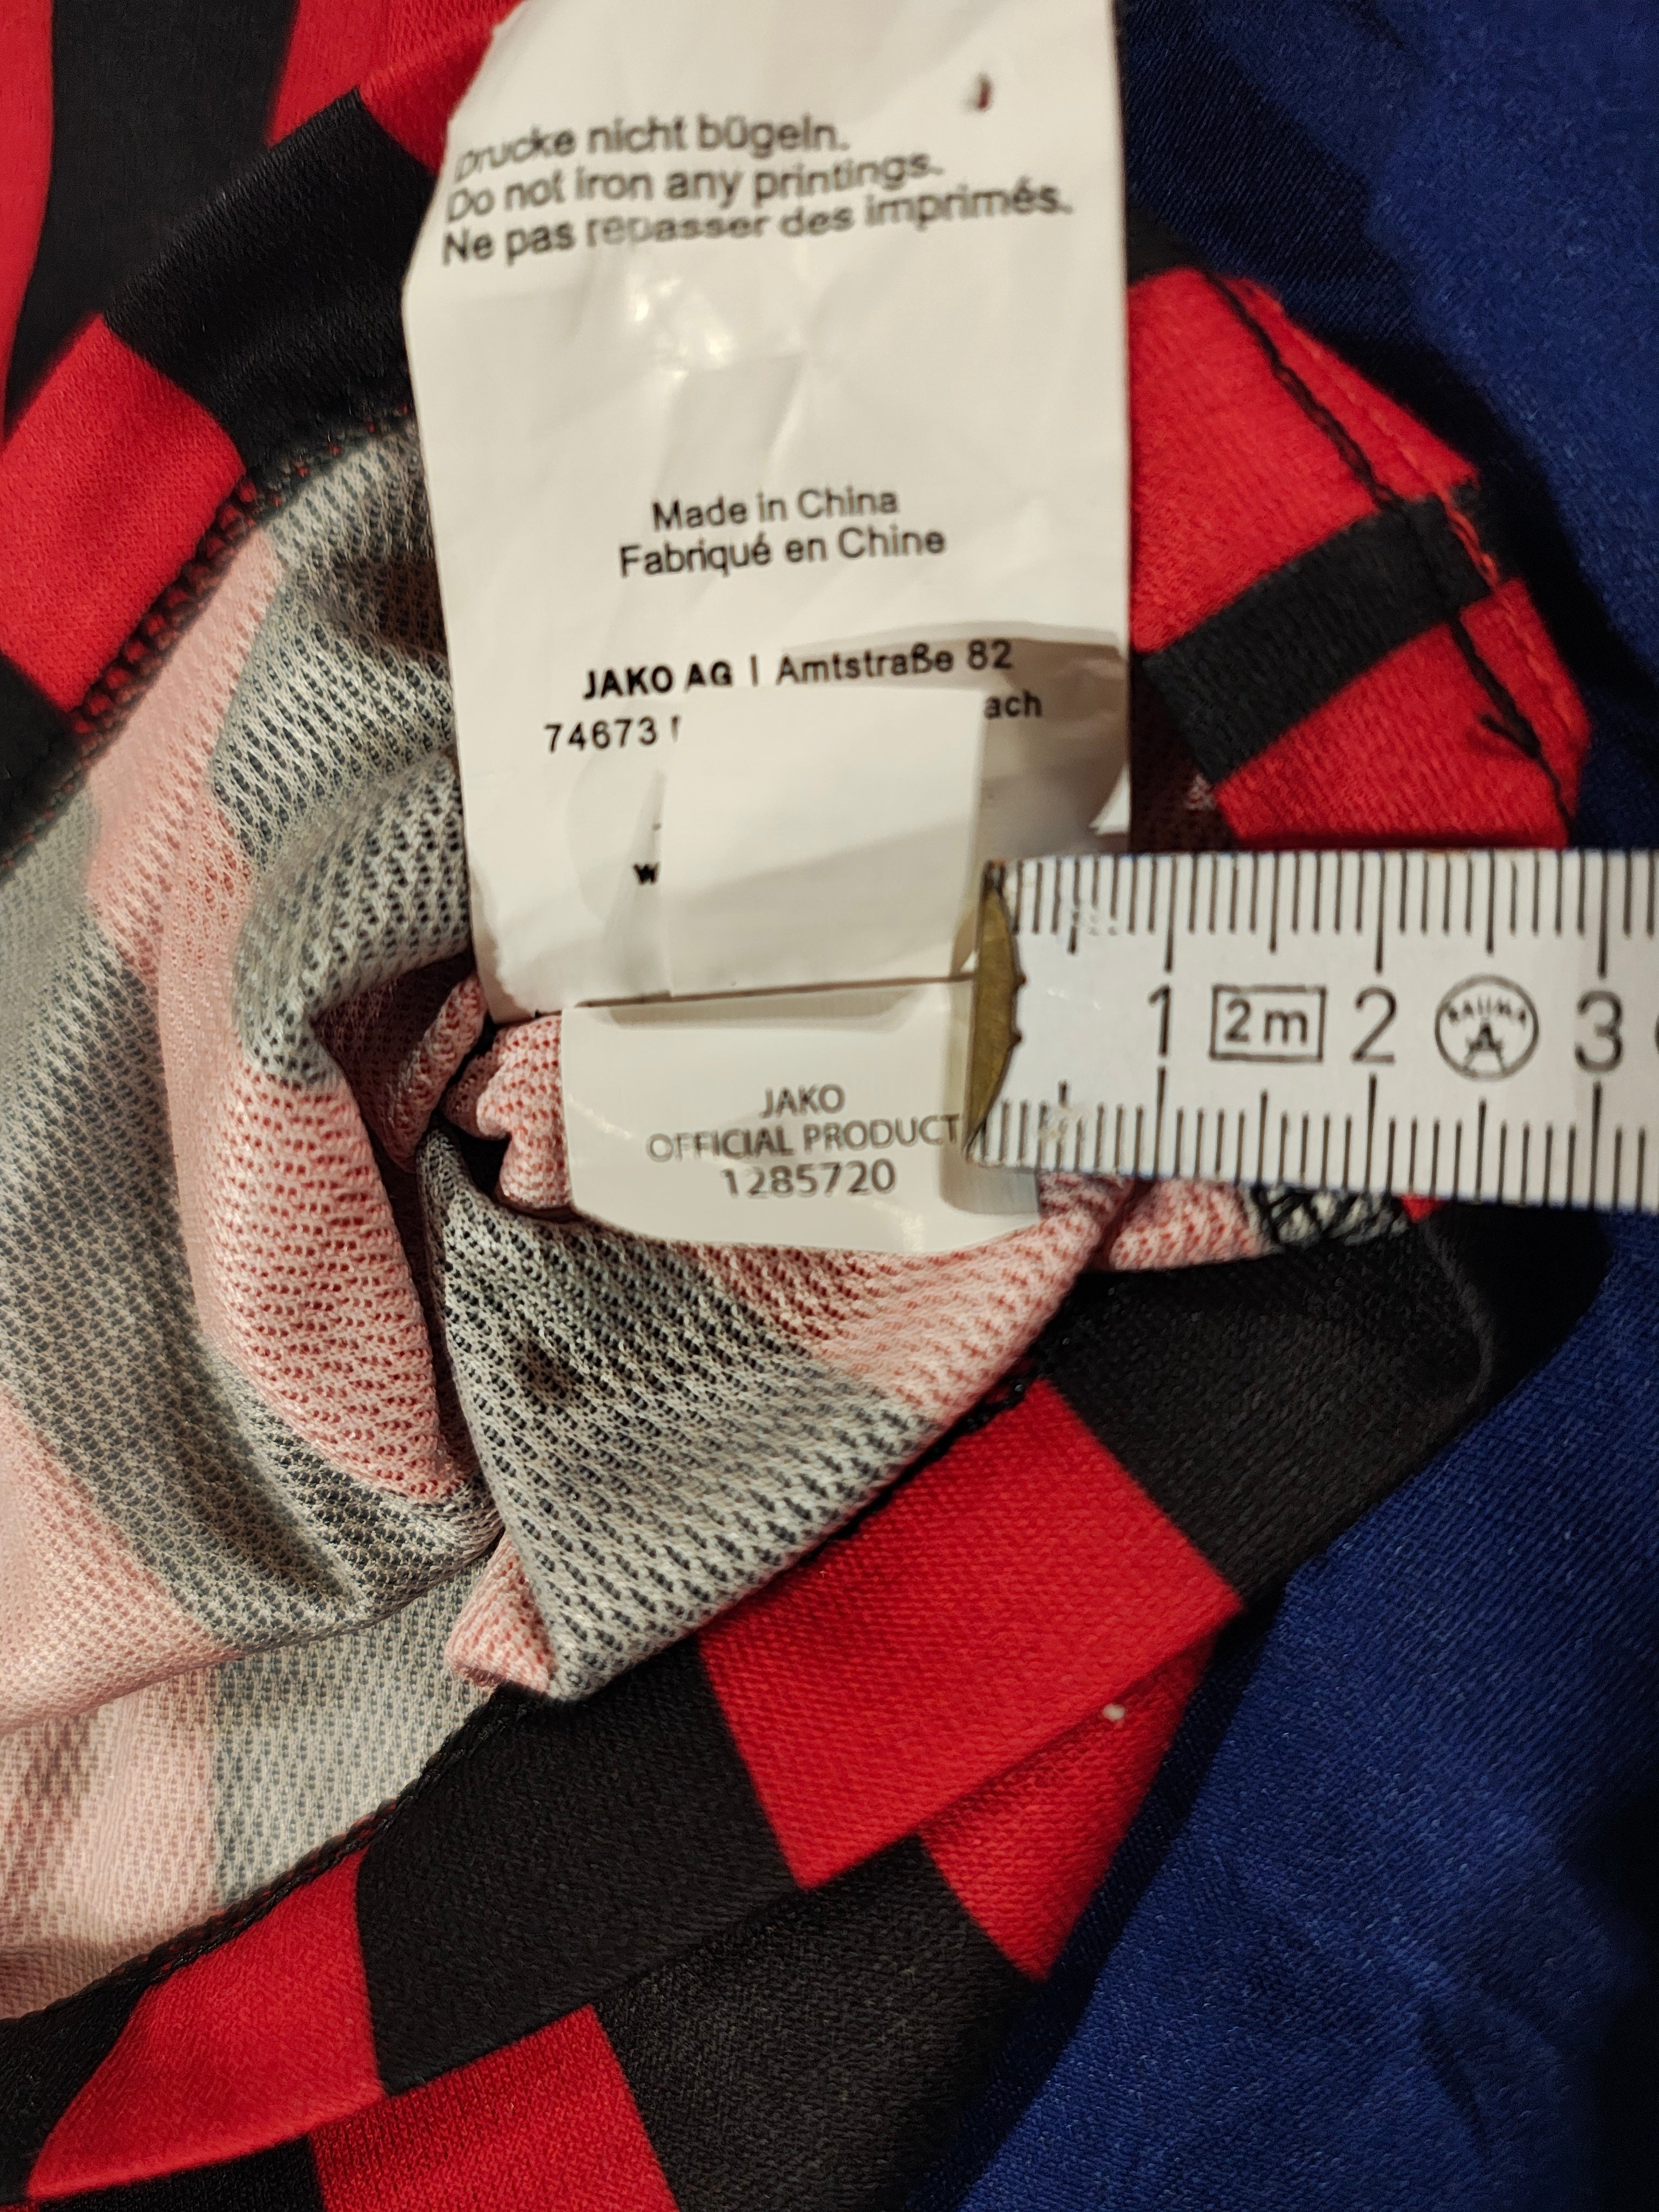 Drucke nicht bügeln.
Do not iron any printings.
Ne pas repasser des imprimés.
Made in China
Fabriqué en Chine
JAKO AG | Amtstraße 82
74673
ach
w
JAKO
OFFICIAL PRODUCT
1285720
1 2m 2 3